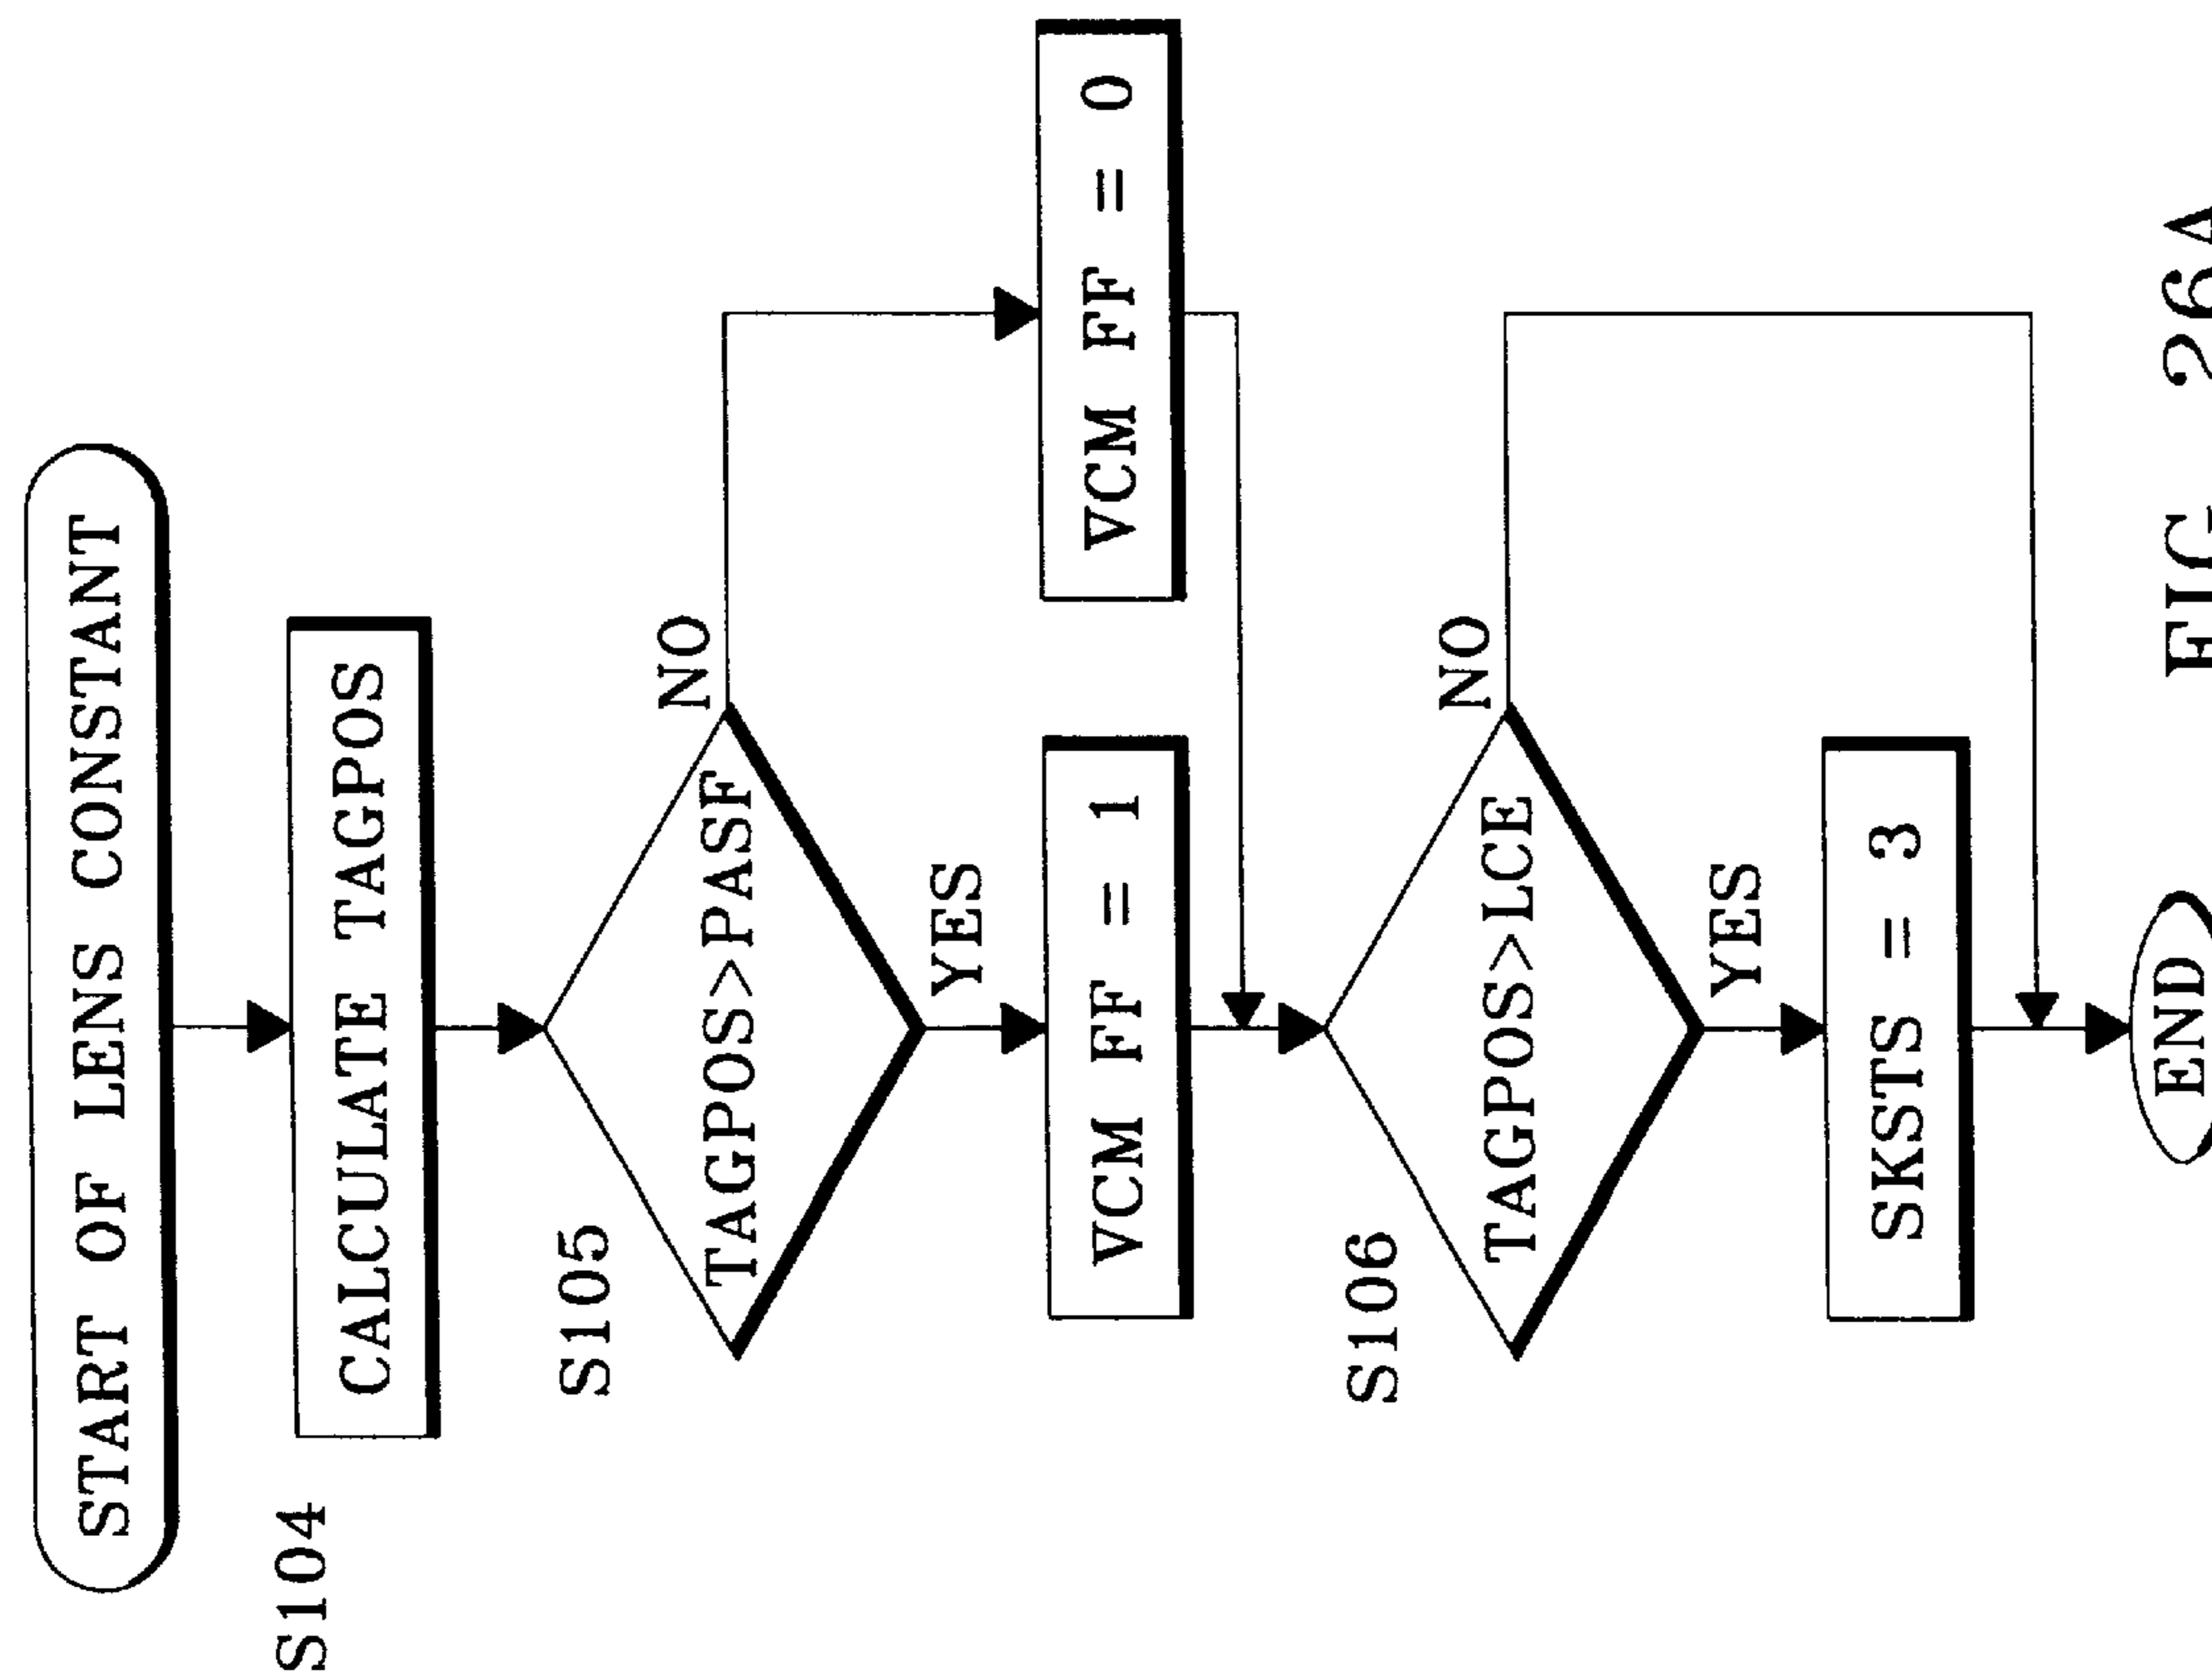 START OF LENS CONSTANT
S104
CALCULATE TAGPOS
S105
TAGPOS>PASF
NO
YES
VCM FF = 1
VCM FF = 0
S106
TAGPOS>LCE
NO
YES
SKSTS = 3
END
FIG. 26A